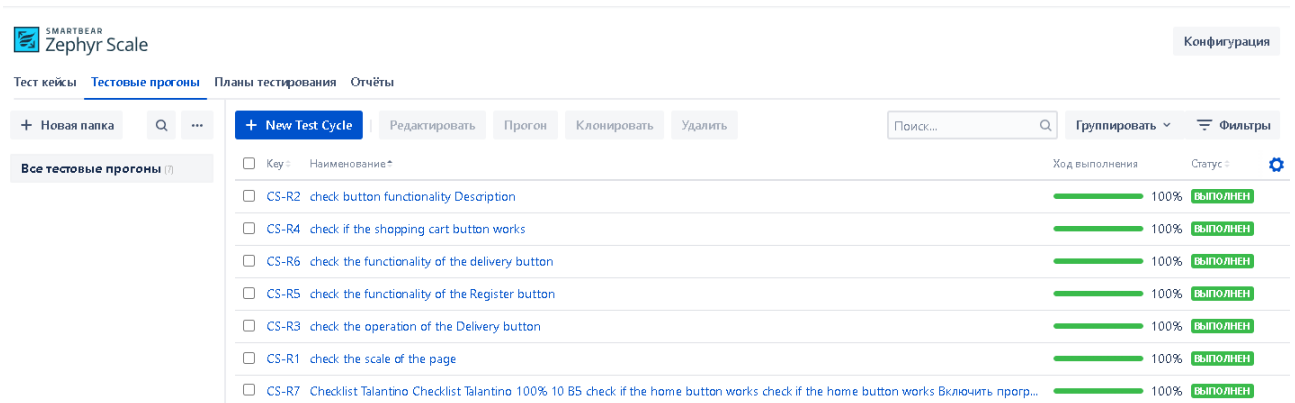 SMARTBEAR
Zephyr Scale
Конфигурация
Тест кейсы Тестовые прогоны Планы тестирования Отчёты
+ Новая папка ... + New Test Cycle Редактировать Прогон Клонировать Удалить Поиск... Группировать Фильтры
Все тестовые прогоны (7)
Key Наименование Ход выполнения Статус
CS-R2 check button functionality Description 100% ВЫПОЛНЕН
CS-R4 check if the shopping cart button works 100% ВЫПОЛНЕН
CS-R6 check the functionality of the delivery button 100% ВЫПОЛНЕН
CS-R5 check the functionality of the Register button 100% ВЫПОЛНЕН
CS-R3 check the operation of the Delivery button 100% ВЫПОЛНЕН
CS-R1 check the scale of the page 100% ВЫПОЛНЕН
CS-R7 Checklist Talantino Checklist Talantino 100% 10 B5 check if the home button works check if the home button works Включить прогр... 100% ВЫПОЛНЕН